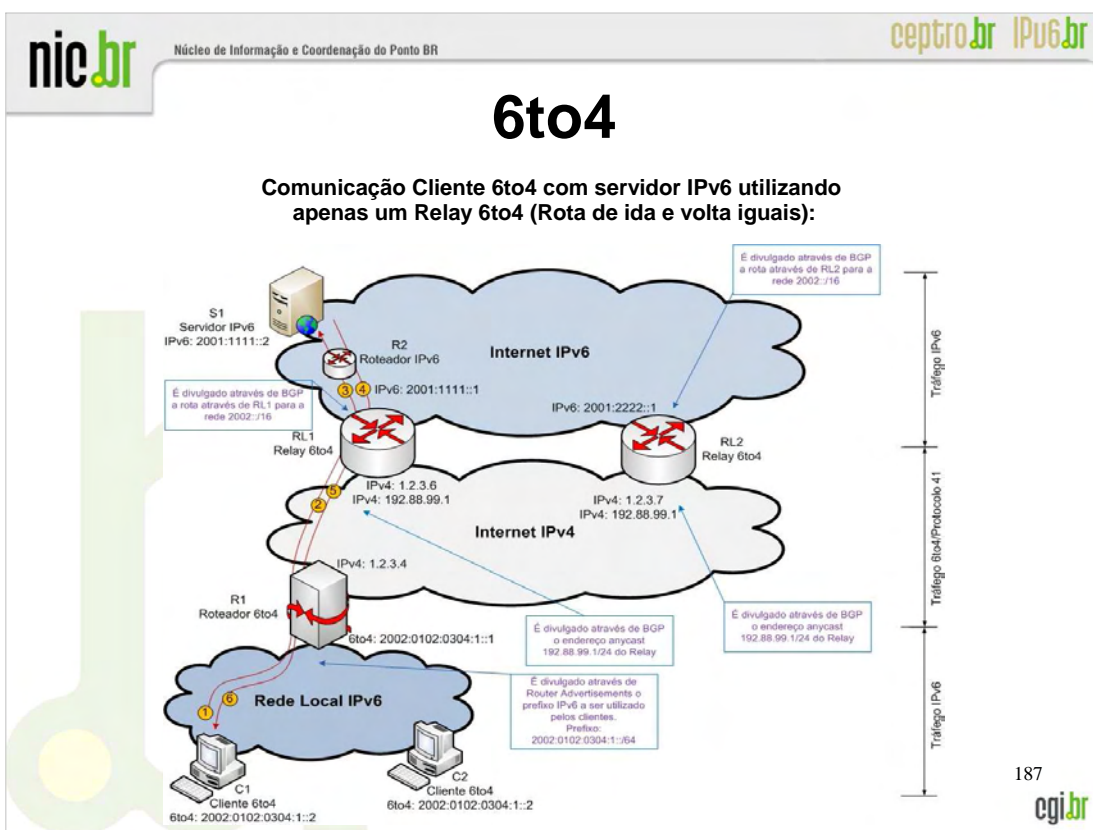 nic.br
Núcleo de Informação e Coordenação do Ponto BR
ceptro.br IPv6.br
6to4
Comunicação Cliente 6to4 com servidor IPv6 utilizando
apenas um Relay 6to4 (Rota de ida e volta iguais):
É divulgado através de BGP
a rota através de RL2 para a
rede 2002::/16
S1
Servidor IPv6
IPv6: 2001:1111::2
R2
Roteador IPv6
Internet IPv6
3
4
IPv6: 2001:1111::1
É divulgado através de BGP
a rota através de RL1 para a
rede 2002::/16
IPv6: 2001:2222::1
RL1
Relay 6to4
RL2
Relay 6to4
Tráfego IPv6
5
2
IPv4: 1.2.3.6
IPv4: 192.88.99.1
IPv4: 1.2.3.7
IPv4: 192.88.99.1
Internet IPv4
IPv4: 1.2.3.4
R1
Roteador 6to4
Tráfego 6to4/Protocolo 41
6to4: 2002:0102:0304:1::1
É divulgado através de BGP
o endereço anycast
192.88.99.1/24 do Relay
É divulgado através de BGP
o endereço anycast
192.88.99.1/24 do Relay
Rede Local IPv6
1
6
É divulgado através de
Router Advertisements o
prefixo IPv6 a ser utilizado
pelos clientes.
Prefixo:
2002:0102:0304:1::/64
Tráfego IPv6
C1
Cliente 6to4
6to4: 2002:0102:0304:1::2
C2
Cliente 6to4
6to4: 2002:0102:0304:1::2
187
cgi.br